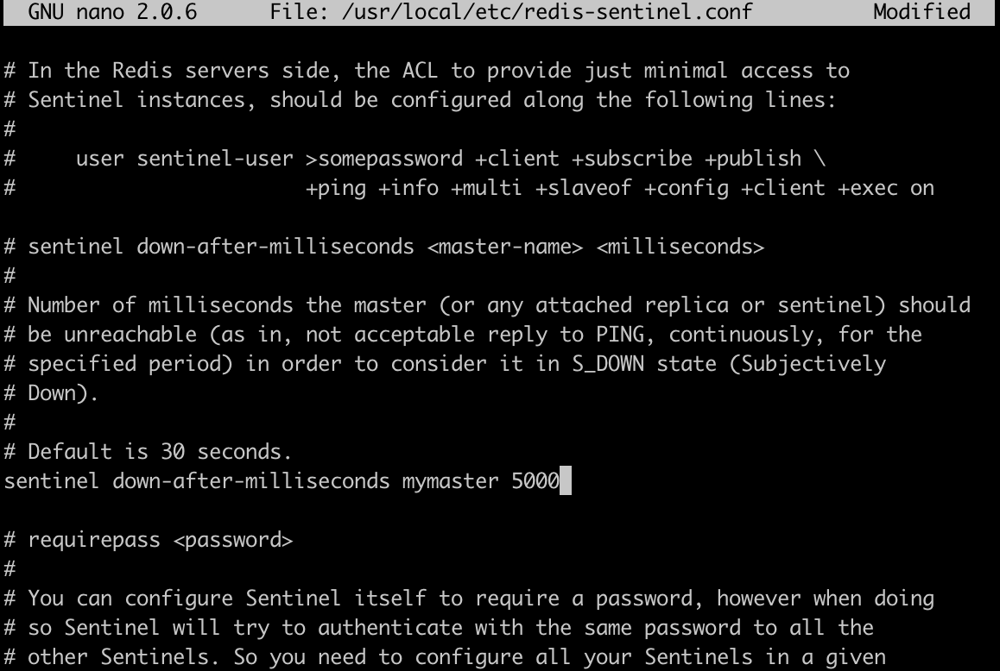 GNU nano 2.0.6 File: /usr/local/etc/redis-sentinel.conf Modified
# In the Redis servers side, the ACL to provide just minimal access to
# Sentinel instances, should be configured along the following lines:
#
#     user sentinel-user >somepassword +client +subscribe +publish \
#                        +ping +info +multi +slaveof +config +client +exec on
# sentinel down-after-milliseconds <master-name> <milliseconds>
#
# Number of milliseconds the master (or any attached replica or sentinel) should
# be unreachable (as in, not acceptable reply to PING, continuously, for the
# specified period) in order to consider it in S_DOWN state (Subjectively
# Down).
#
# Default is 30 seconds.
sentinel down-after-milliseconds mymaster 5000
# requirepass <password>
#
# You can configure Sentinel itself to require a password, however when doing
# so Sentinel will try to authenticate with the same password to all the
# other Sentinels. So you need to configure all your Sentinels in a given